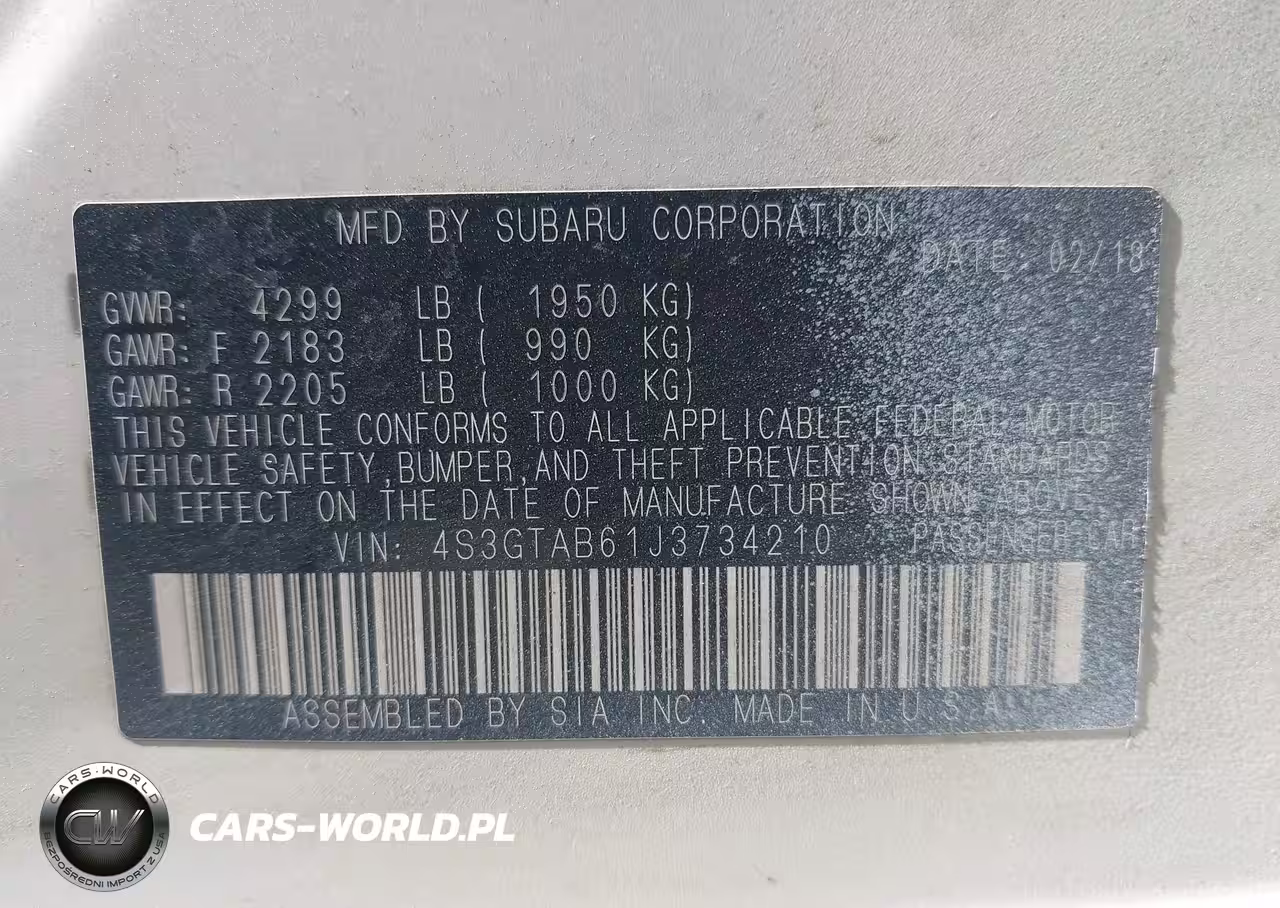 MFD BY SUBARU CORPORATION
DATE: 02/18
GVWR: 4299 LB ( 1950 KG)
GAWR: F 2183 LB ( 990 KG)
GAWR: R 2205 LB ( 1000 KG)
THIS VEHICLE CONFORMS TO ALL APPLICABLE FEDERAL MOTOR
VEHICLE SAFETY, BUMPER, AND THEFT PREVENTION STANDARDS
IN EFFECT ON THE DATE OF MANUFACTURE SHOWN ABOVE.
VIN: 4S3GTAB61J3734210 PASSENGER CAR
ASSEMBLED BY SIA INC. MADE IN U.S.A.
CARS-WORLD
CW
BEZPOŚREDNI IMPORT Z USA
CARS-WORLD.PL